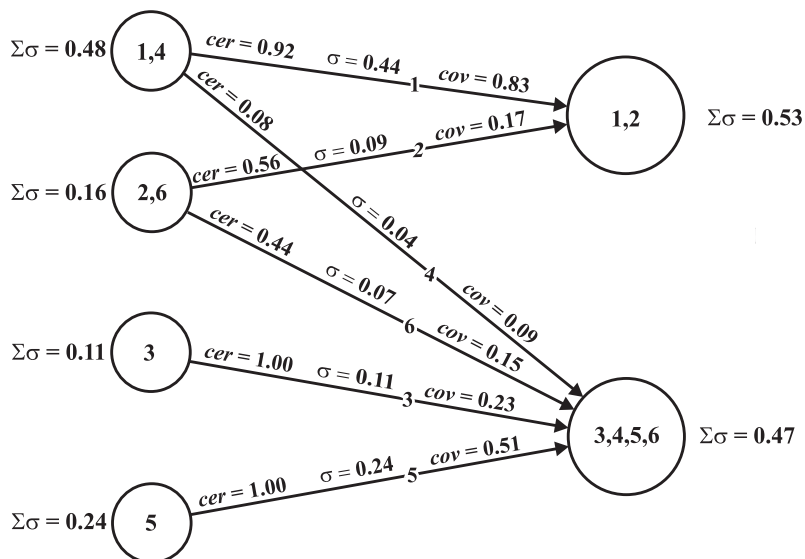 Σσ = 0.48
1,4
cer = 0.92
σ = 0.44
1
cov = 0.83
1,2
Σσ = 0.53
cer = 0.08
σ = 0.04
4
cov = 0.09
Σσ = 0.16
2,6
cer = 0.56
σ = 0.09
2
cov = 0.17
cer = 0.44
σ = 0.07
6
cov = 0.15
Σσ = 0.11
3
cer = 1.00
σ = 0.11
3
cov = 0.23
3,4,5,6
Σσ = 0.47
Σσ = 0.24
5
cer = 1.00
σ = 0.24
5
cov = 0.51